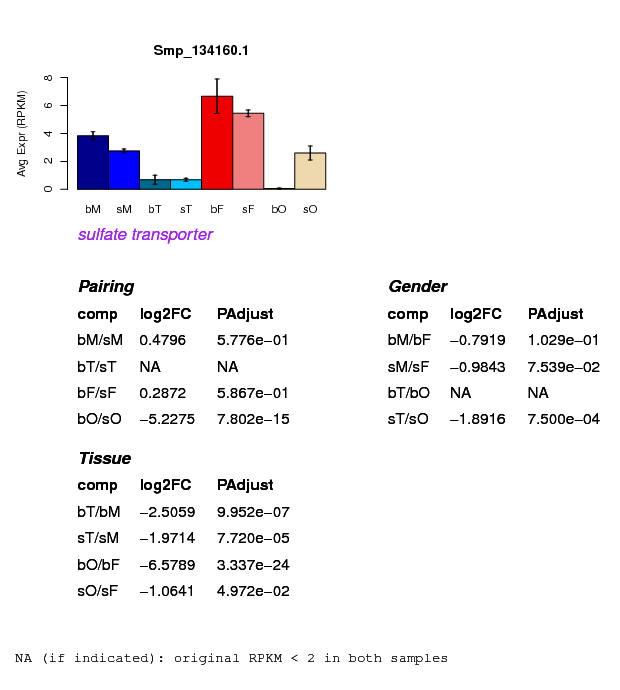 Smp_134160.1
Avg Expr (RPKM)
8
6
4
2
0
bM sM bT sT bF sF bO sO
sulfate transporter
Pairing
comp log2FC PAdjust
bM/sM 0.4796 5.776e−01
bT/sT NA NA
bF/sF 0.2872 5.867e−01
bO/sO −5.2275 7.802e−15
Gender
comp log2FC PAdjust
bM/bF −0.7919 1.029e−01
sM/sF −0.9843 7.539e−02
bT/bO NA NA
sT/sO −1.8916 7.500e−04
Tissue
comp log2FC PAdjust
bT/bM −2.5059 9.952e−07
sT/sM −1.9714 7.720e−05
bO/bF −6.5789 3.337e−24
sO/sF −1.0641 4.972e−02
NA (if indicated): original RPKM < 2 in both samples